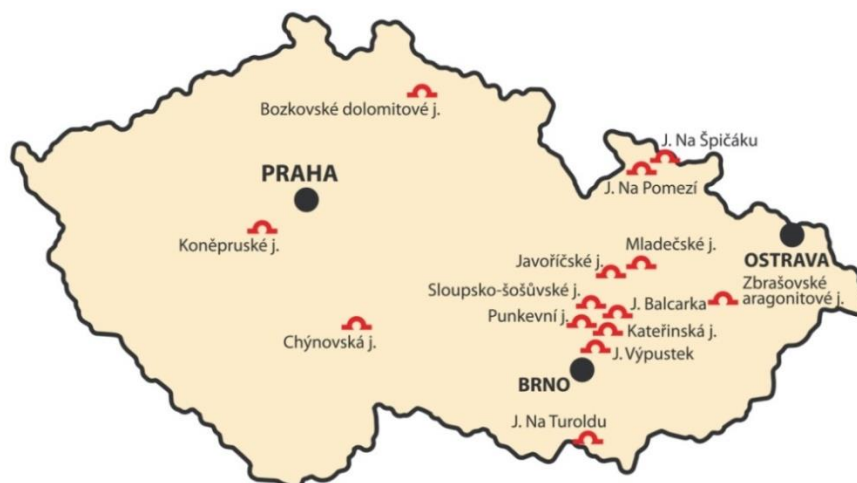 Bozkovské dolomitové j.
J. Na Špičáku
PRAHA
J. Na Pomezí
Koněpruské j.
Mladečské j.
OSTRAVA
Javoříčské j.
Zbrašovské
aragonitové j.
Sloupsko-šošůvské j.
J. Balcarka
Punkevní j.
Kateřinská j.
Chýnovská j.
J. Výpustek
BRNO
J. Na Turoldu